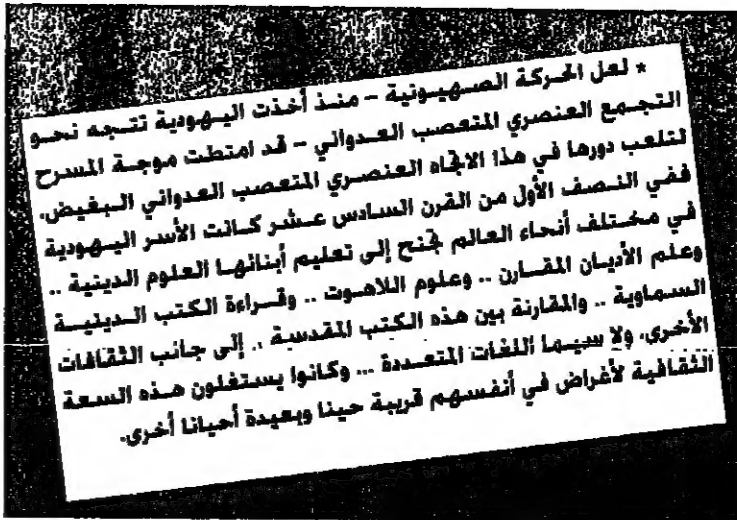 * لعل الحركة الصهيونية – منذ أخذت اليهودية تتجه نحو
التجمع العنصري المتعصب العدواني – قد امتطت موجة المسرح
لتلعب دورها في هذا الاتجاه العنصري المتعصب العدواني البغيض.
ففي النصف الأول من القرن السادس عشر كانت الأسر اليهودية
في مختلف أنحاء العالم تجنح إلى تعليم أبنائها العلوم الدينية ..
وعلم الأديان المقارن .. وعلوم اللاهوت .. وقراءة الكتب الدينية
السماوية .. والمقارنة بين هذه الكتب المقدسة .. إلى جانب الثقافات
الأخرى، ولا سيما اللغات المتعددة ... وكانوا يستغلون هذه السعة
الثقافية لأغراض في أنفسهم قريبة حينا وبعيدة أحيانا أخرى.